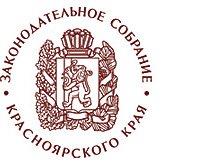 ЗАКОНОДАТЕЛЬНОЕ СОБРАНИЕ
КРАСНОЯРСКОГО КРАЯ